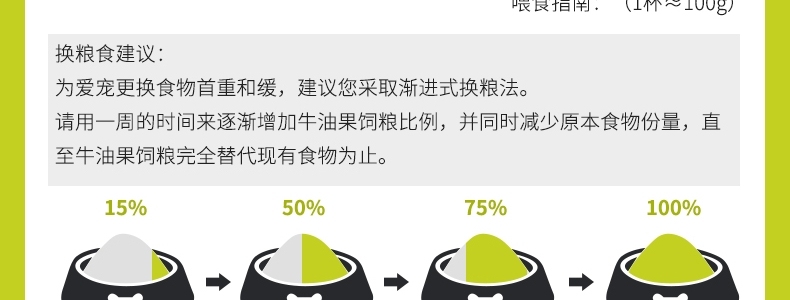 喂食指南：（1杯≈100g）
换粮食建议：
为爱宠更换食物首重和缓，建议您采取渐进式换粮法。
请用一周的时间来逐渐增加牛油果饲粮比例，并同时减少原本食物份量，直
至牛油果饲粮完全替代现有食物为止。
15% 50% 75% 100%